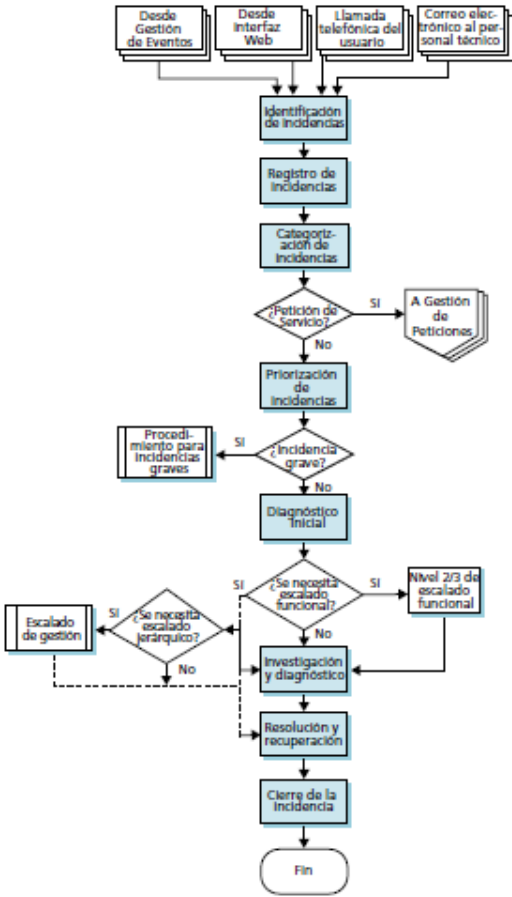 Desde
Gestión
de Eventos
Desde
Interfaz
Web
Llamada
telefónica del
usuario
Correo elec-
trónico al per-
sonal técnico
Identificación
de Incidencias
Registro de
Incidencias
Categoriz-
ación de
Incidencias
¿Petición de
Servicio?
SI
A Gestión
de
Peticiones
No
Priorización
de
Incidencias
Procedi-
miento para
Incidencias
graves
SI
¿Incidencia
grave?
No
Diagnóstico
Inicial
SI
¿Se necesita
escalado
funcional?
SI
Nivel 2/3 de
escalado
funcional
Escalado
de gestión
SI
¿Se necesita
escalado
jerárquico?
No
No
Investigación
y diagnóstico
Resolución y
recuperación
Cierre de la
Incidencia
Fin